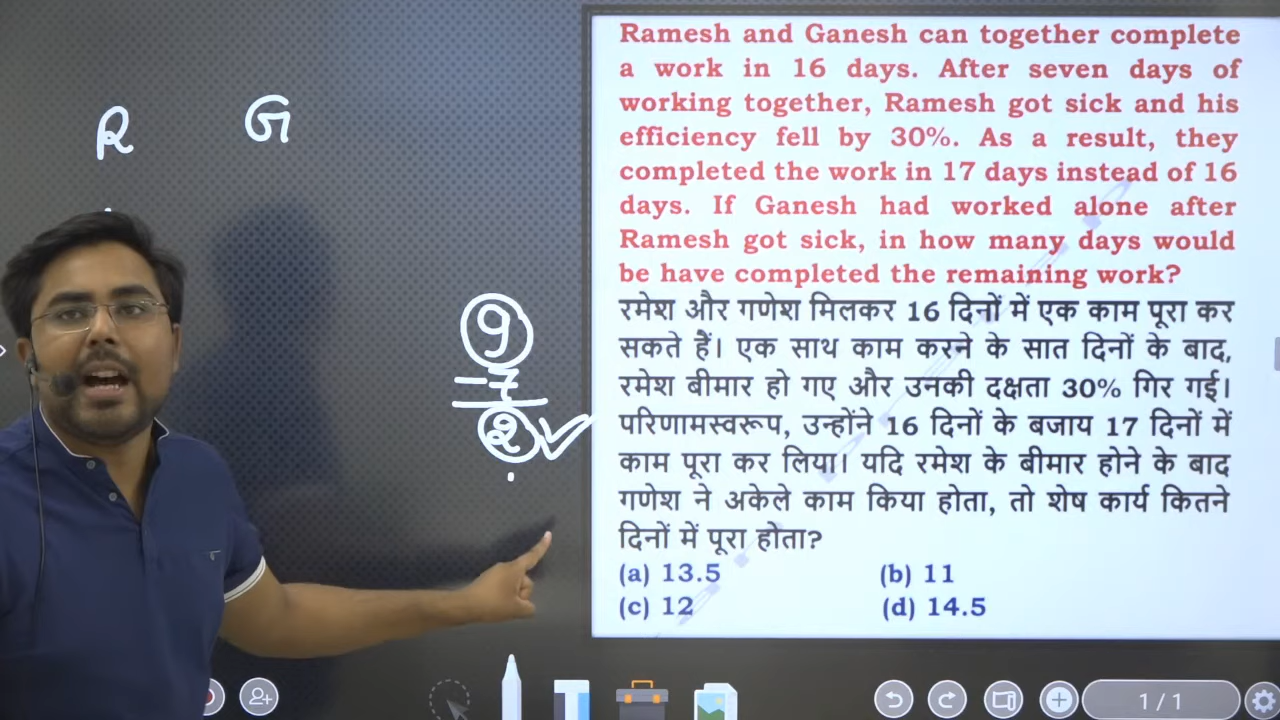 R G
9
-7
2
Ramesh and Ganesh can together complete
a work in 16 days. After seven days of
working together, Ramesh got sick and his
efficiency fell by 30%. As a result, they
completed the work in 17 days instead of 16
days. If Ganesh had worked alone after
Ramesh got sick, in how many days would
be have completed the remaining work?
रमेश और गणेश मिलकर 16 दिनों में एक काम पूरा कर
सकते हैं। एक साथ काम करने के सात दिनों के बाद,
रमेश बीमार हो गए और उनकी दक्षता 30% गिर गई।
परिणामस्वरूप, उन्होंने 16 दिनों के बजाय 17 दिनों में
काम पूरा कर लिया। यदि रमेश के बीमार होने के बाद
गणेश ने अकेले काम किया होता, तो शेष कार्य कितने
दिनों में पूरा होता?
(a) 13.5 (b) 11
(c) 12 (d) 14.5
1 / 1